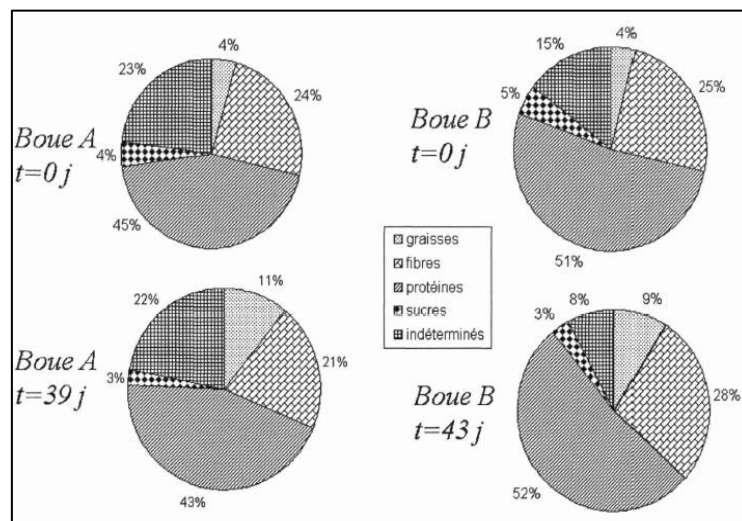 4%
23%
24%
Boue A
t=0 j
4%
45%
4%
15%
25%
5%
Boue B
t=0 j
51%
graisses
fibres
protéines
sucres
indéterminés
11%
22%
21%
Boue A
t=39 j
3%
43%
3%
8%
9%
28%
Boue B
t=43 j
52%